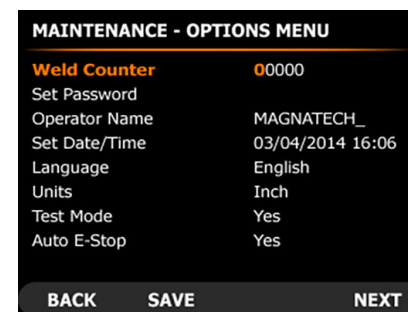 MAINTENANCE - OPTIONS MENU
Weld Counter 00000
Set Password
Operator Name MAGNATECH_
Set Date/Time 03/04/2014 16:06
Language English
Units Inch
Test Mode Yes
Auto E-Stop Yes
BACK SAVE NEXT